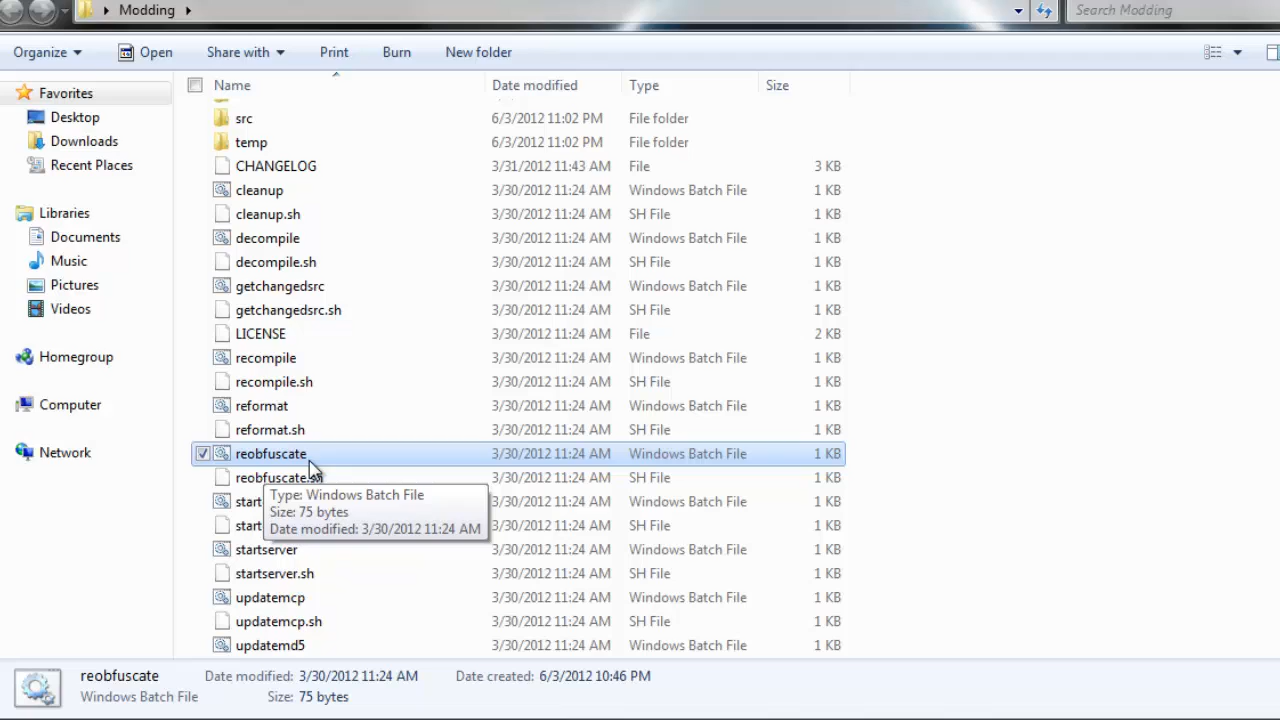 Modding
Search Modding
Organize Open Share with Print Burn New folder
Name Date modified Type Size
Favorites
Desktop
Downloads
Recent Places
Libraries
Documents
Music
Pictures
Videos
Homegroup
Computer
Network
src 6/3/2012 11:02 PM File folder
temp 6/3/2012 11:02 PM File folder
CHANGELOG 3/31/2012 11:43 AM File 3 KB
cleanup 3/30/2012 11:24 AM Windows Batch File 1 KB
cleanup.sh 3/30/2012 11:24 AM SH File 1 KB
decompile 3/30/2012 11:24 AM Windows Batch File 1 KB
decompile.sh 3/30/2012 11:24 AM SH File 1 KB
getchangedsrc 3/30/2012 11:24 AM Windows Batch File 1 KB
getchangedsrc.sh 3/30/2012 11:24 AM SH File 1 KB
LICENSE 3/30/2012 11:24 AM File 2 KB
recompile 3/30/2012 11:24 AM Windows Batch File 1 KB
recompile.sh 3/30/2012 11:24 AM SH File 1 KB
reformat 3/30/2012 11:24 AM Windows Batch File 1 KB
reformat.sh 3/30/2012 11:24 AM SH File 1 KB
reobfuscate 3/30/2012 11:24 AM Windows Batch File 1 KB
reobfuscate.sh 3/30/2012 11:24 AM SH File 1 KB
start 3/30/2012 11:24 AM Windows Batch File 1 KB
start 3/30/2012 11:24 AM SH File 1 KB
startserver 3/30/2012 11:24 AM Windows Batch File 1 KB
startserver.sh 3/30/2012 11:24 AM SH File 1 KB
updatemcp 3/30/2012 11:24 AM Windows Batch File 1 KB
updatemcp.sh 3/30/2012 11:24 AM SH File 1 KB
updatemd5 3/30/2012 11:24 AM Windows Batch File 1 KB
Type: Windows Batch File
Size: 75 bytes
Date modified: 3/30/2012 11:24 AM
reobfuscate Date modified: 3/30/2012 11:24 AM Date created: 6/3/2012 10:46 PM
Windows Batch File Size: 75 bytes